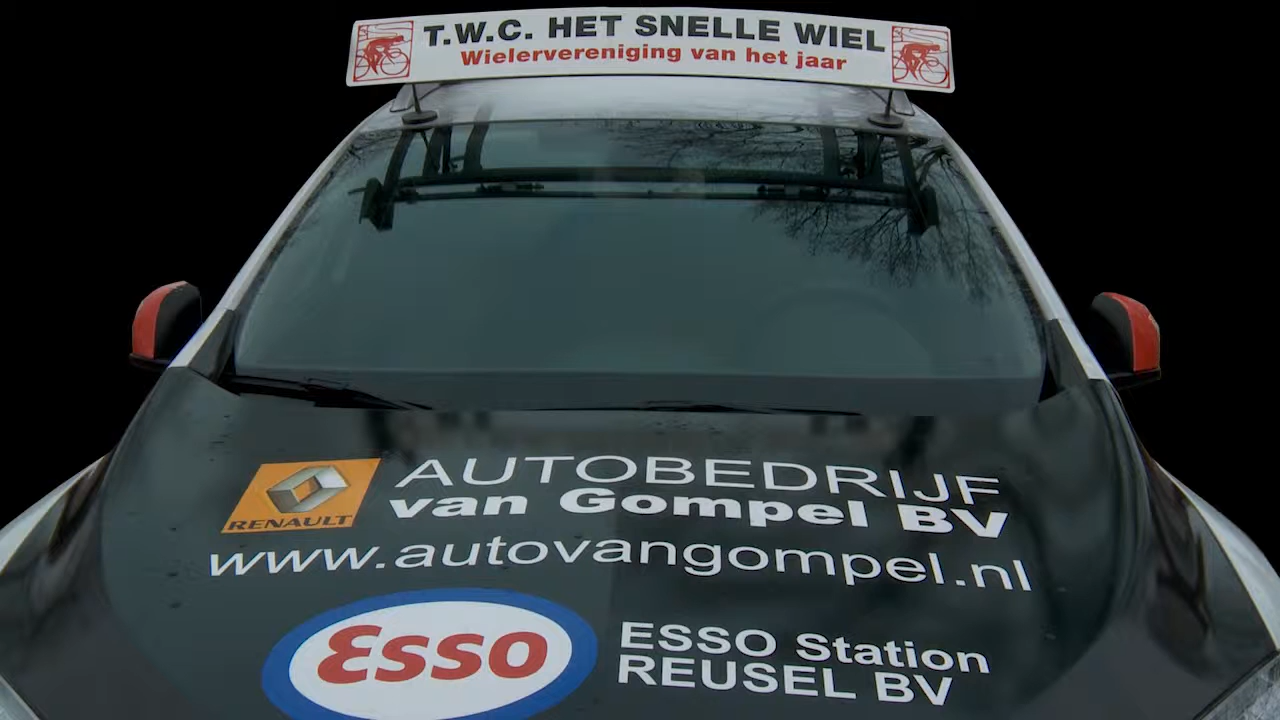 T.W.C. HET SNELLE WIEL
Wielervereniging van het jaar
RENAULT
AUTOBEDRIJF
van Gompel BV
www.autovangompel.nl
Esso
ESSO Station
REUSEL BV